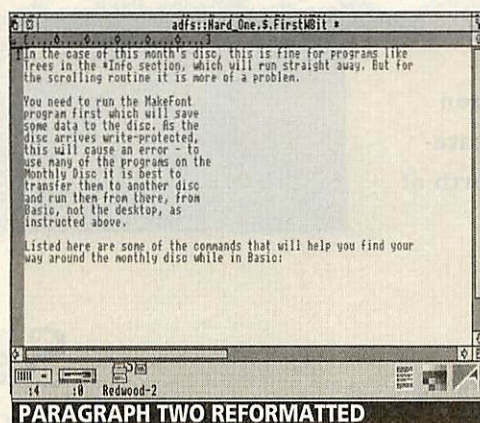 adfs::Hard_One.$.FirstWBit *
In the case of this month's disc, this is fine for programs like
Trees in the *Info section, which will run straight away. But for
the scrolling routine it is more of a problem.
You need to run the MakeFont
program first which will save
some data to the disc. As the
disc arrives write-protected,
this will cause an error - to
use many of the programs on the
Monthly Disc it is best to
transfer them to another disc
and run them from there, from
Basic, not the desktop, as
instructed above.
Listed here are some of the commands that will help you find your
way around the monthly disc while in Basic:
:4 :0 Redwood-2
PARAGRAPH TWO REFORMATTED